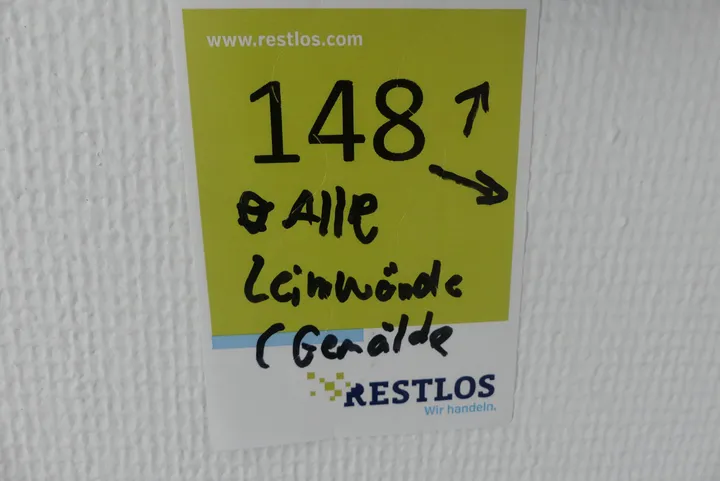 www.restlos.com
148
Alle
Leinwände
(Gemälde
RESTLOS
Wir handeln.